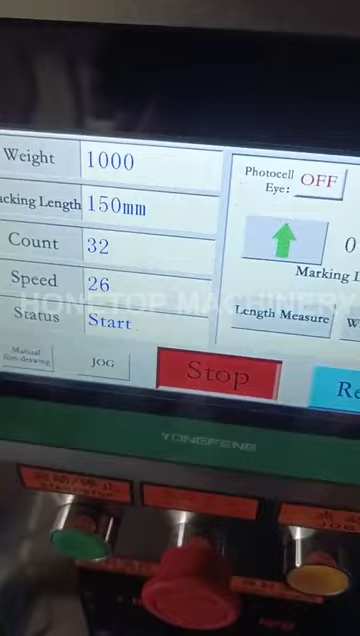 Weight 1000
acking Length 150mm
Count 32
Speed 26
Status Start
Manual film-drawing
JOG
Stop
Photocell Eye: OFF
0
Marking L
Length Measure
W
Re
HONETOP MACHINERY
YONGFENG